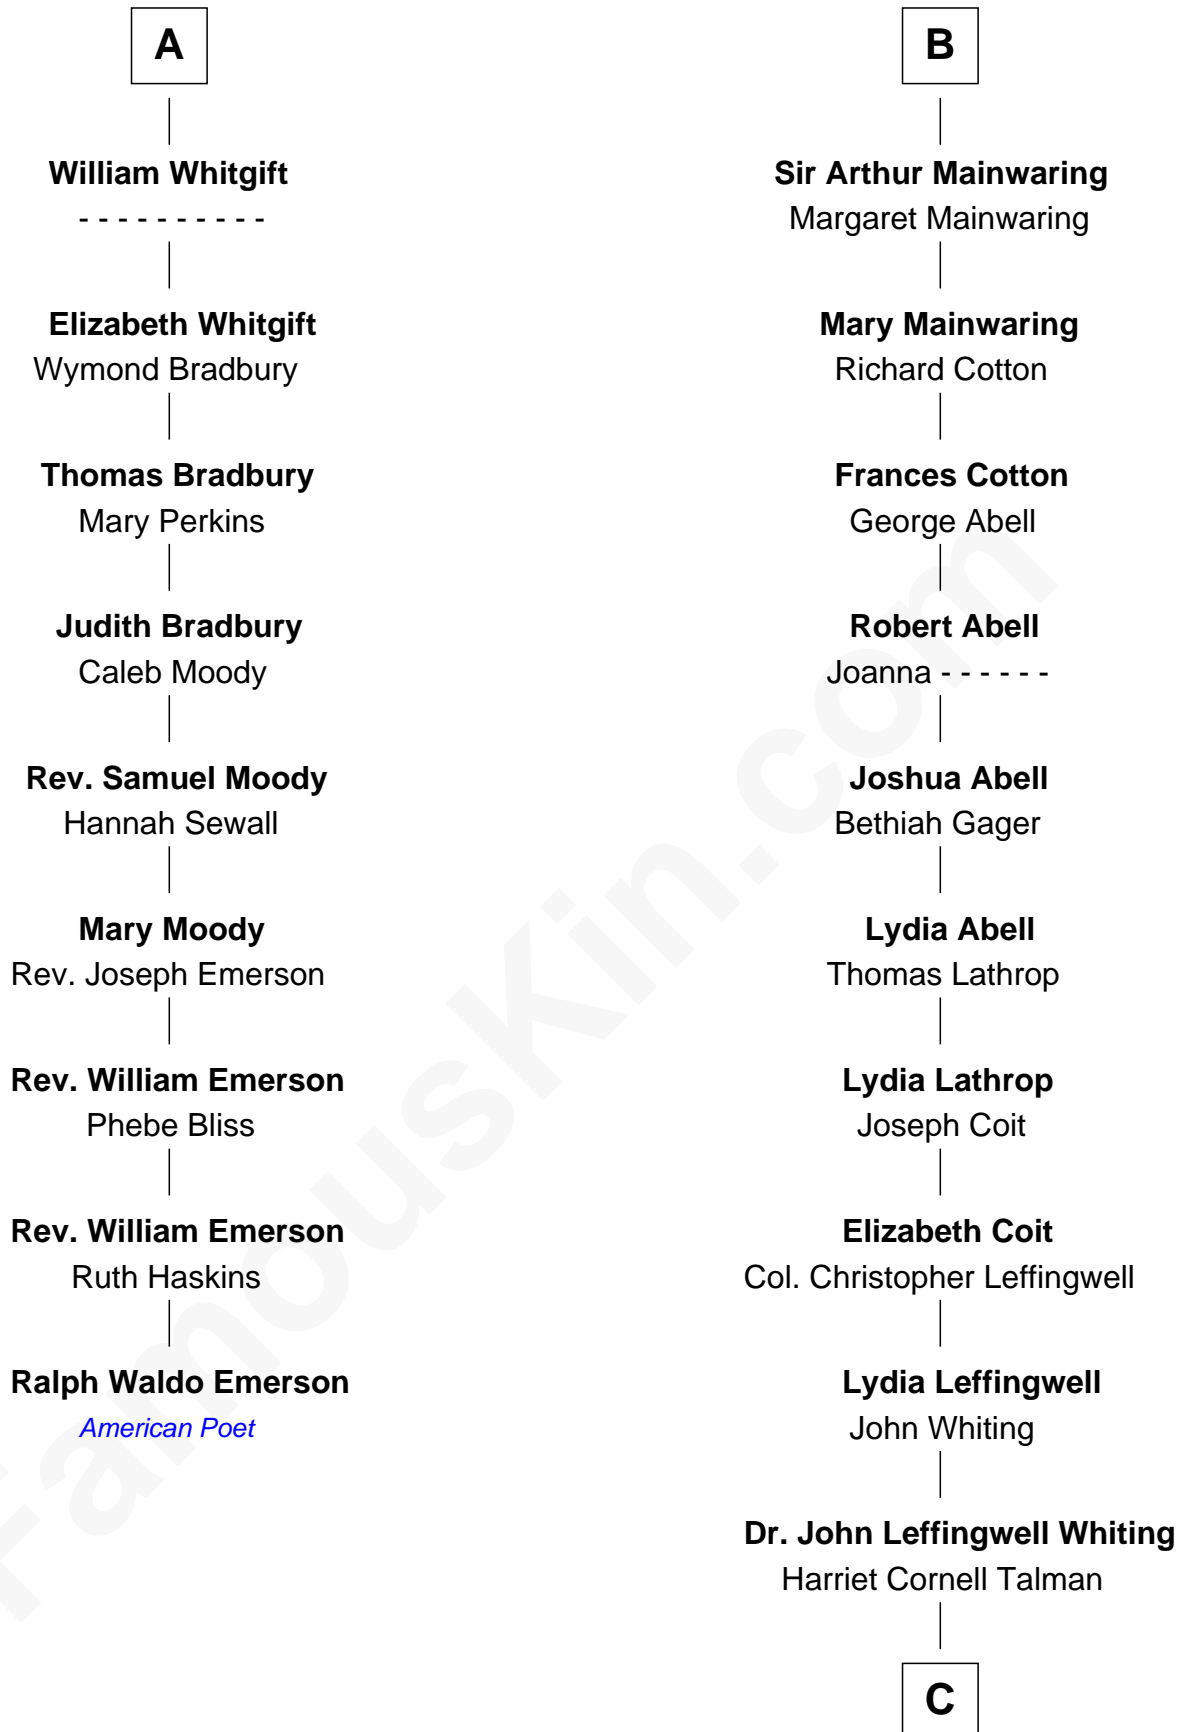 A
William Whitgift
- - - - - - - - - -
Elizabeth Whitgift
Wymond Bradbury
Thomas Bradbury
Mary Perkins
Judith Bradbury
Caleb Moody
Rev. Samuel Moody
Hannah Sewall
Mary Moody
Rev. Joseph Emerson
Rev. William Emerson
Phebe Bliss
Rev. William Emerson
Ruth Haskins
Ralph Waldo Emerson
American Poet
B
Sir Arthur Mainwaring
Margaret Mainwaring
Mary Mainwaring
Richard Cotton
Frances Cotton
George Abell
Robert Abell
Joanna - - - - - -
Joshua Abell
Bethiah Gager
Lydia Abell
Thomas Lathrop
Lydia Lathrop
Joseph Coit
Elizabeth Coit
Col. Christopher Leffingwell
Lydia Leffingwell
John Whiting
Dr. John Leffingwell Whiting
Harriet Cornell Talman
C
FamousKin.com